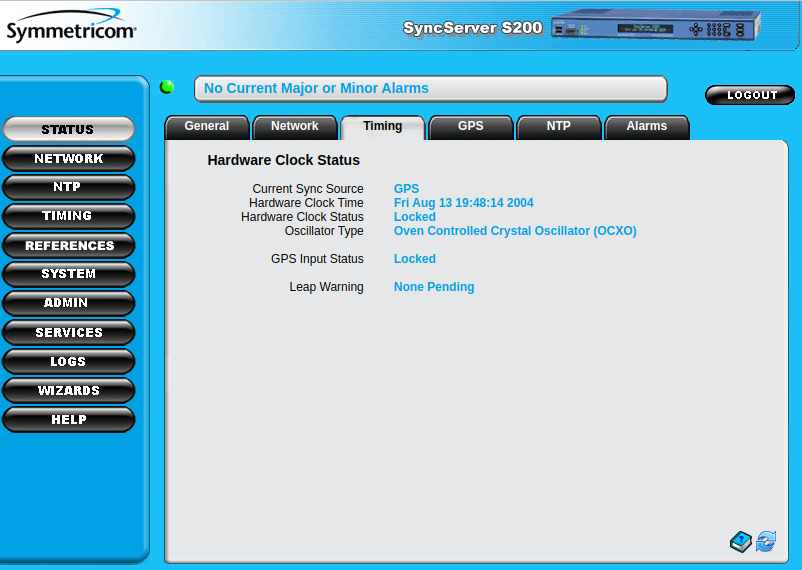 Symmetricom
SyncServer S200
No Current Major or Minor Alarms
LOGOUT
General Network Timing GPS NTP Alarms
STATUS
NETWORK
NTP
TIMING
REFERENCES
SYSTEM
ADMIN
SERVICES
LOGS
WIZARDS
HELP
Hardware Clock Status
Current Sync Source GPS
Hardware Clock Time Fri Aug 13 19:48:14 2004
Hardware Clock Status Locked
Oscillator Type Oven Controlled Crystal Oscillator (OCXO)
GPS Input Status Locked
Leap Warning None Pending
?